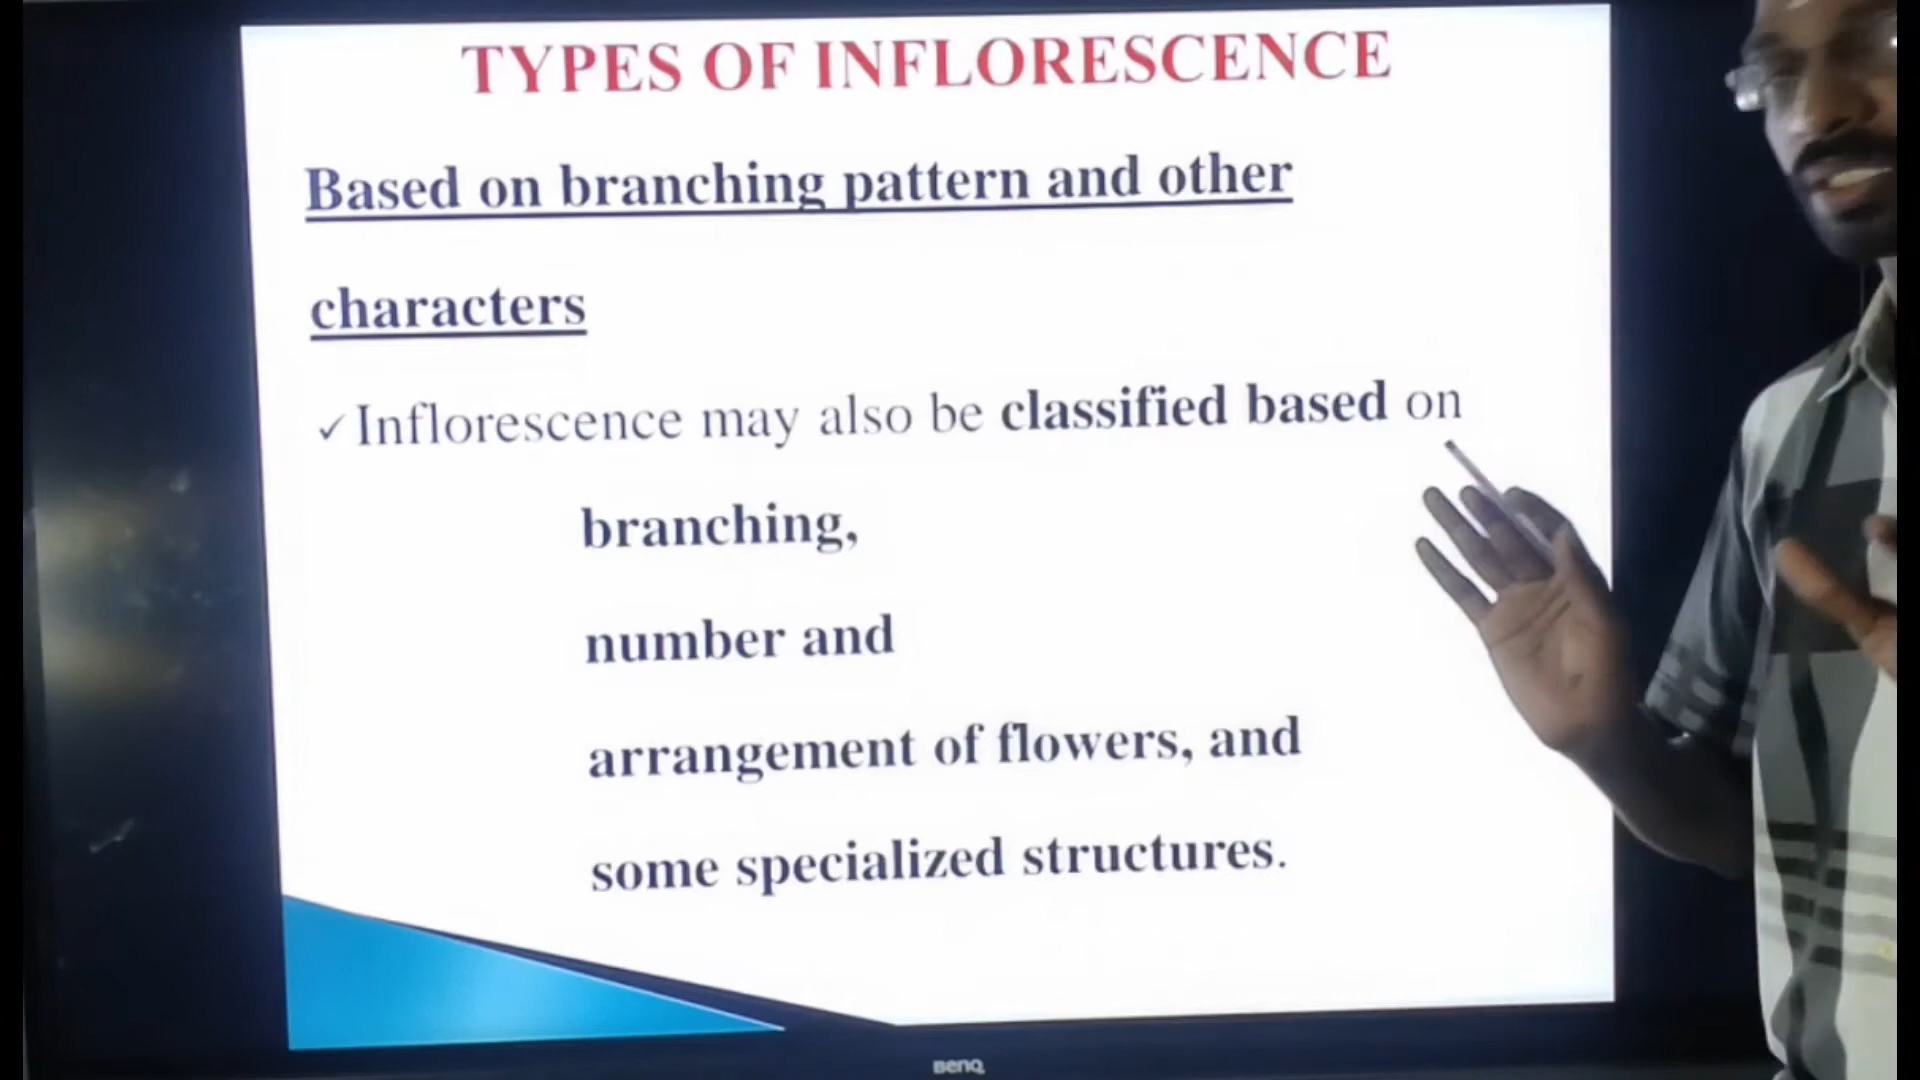 TYPES OF INFLORESCENCE
Based on branching pattern and other
characters
✓ Inflorescence may also be classified based on
branching,
number and
arrangement of flowers, and
some specialized structures.
BenQ